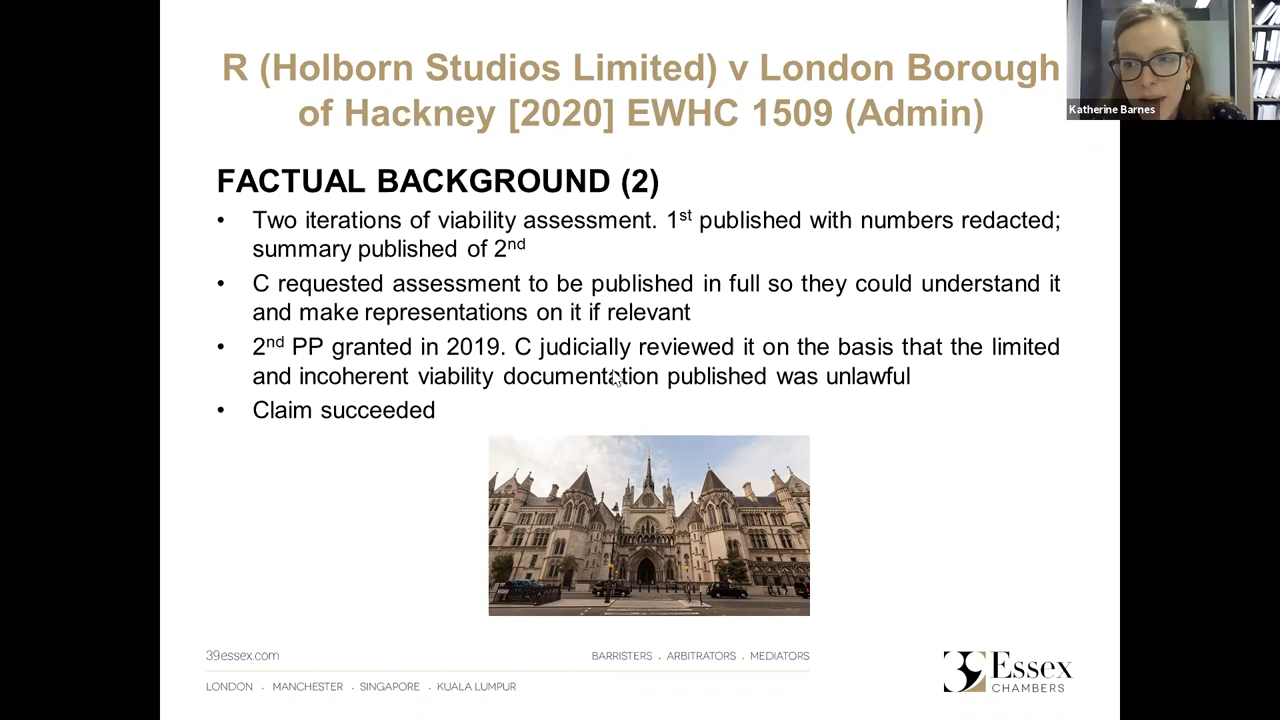 R (Holborn Studios Limited) v London Borough
of Hackney [2020] EWHC 1509 (Admin)
Katherine Barnes
FACTUAL BACKGROUND (2)
• Two iterations of viability assessment. 1st published with numbers redacted;
summary published of 2nd
• C requested assessment to be published in full so they could understand it
and make representations on it if relevant
• 2nd PP granted in 2019. C judicially reviewed it on the basis that the limited
and incoherent viability documentation published was unlawful
• Claim succeeded
39essex.com
BARRISTERS . ARBITRATORS . MEDIATORS
LONDON . MANCHESTER . SINGAPORE . KUALA LUMPUR
39 Essex
CHAMBERS